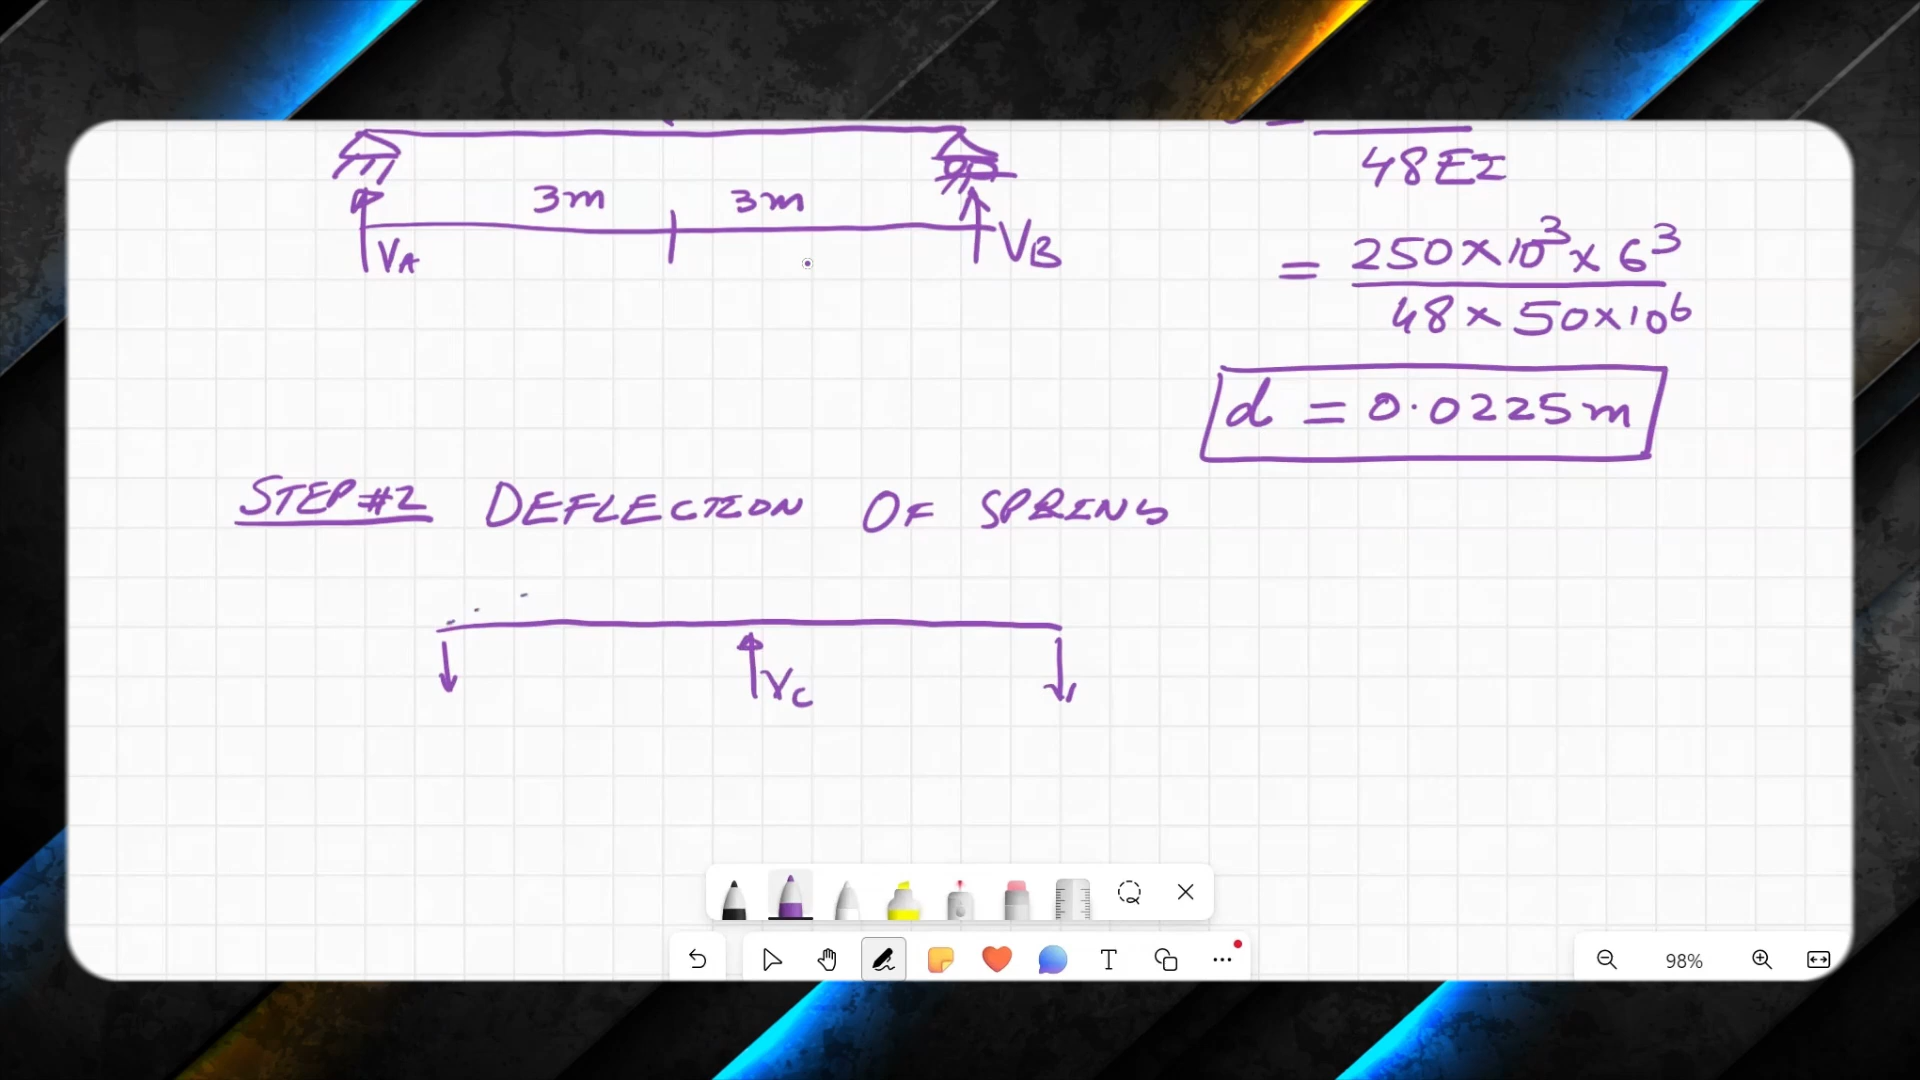 48EI
3m 3m
VA VB
= 250×10³ × 6³
48 × 50×10⁶
d = 0.0225m
STEP #2 DEFLECTION OF SPRING
VC
T
98%